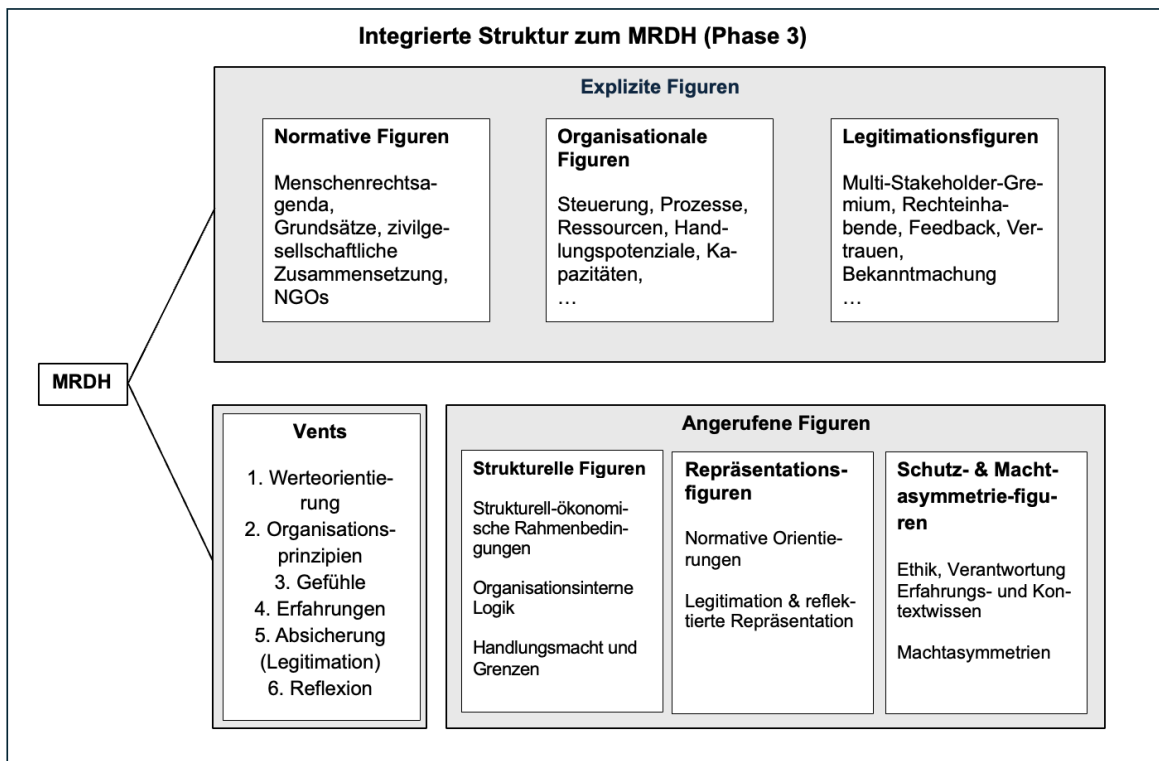 Integrierte Struktur zum MRDH (Phase 3)
Explizite Figuren
Normative Figuren
Menschenrechtsa-
genda,
Grundsätze, zivilge-
sellschaftliche
Zusammensetzung,
NGOs
Organisationale
Figuren
Steuerung, Prozesse,
Ressourcen, Hand-
lungspotenziale, Ka-
pazitäten,
…
Legitimationsfiguren
Multi-Stakeholder-Gre-
mium, Rechteinha-
bende, Feedback, Ver-
trauen,
Bekanntmachung
…
MRDH
Vents
1. Werteorientie-
rung
2. Organisations-
prinzipien
3. Gefühle
4. Erfahrungen
5. Absicherung
(Legitimation)
6. Reflexion
Angerufene Figuren
Strukturelle Figuren
Strukturell-ökonomi-
sche Rahmenbedin-
gungen
Organisationsinterne
Logik
Handlungsmacht und
Grenzen
Repräsentations-
figuren
Normative Orientie-
rungen
Legitimation & reflek-
tierte Repräsentation
Schutz- & Macht-
asymmetrie-figu-
ren
Ethik, Verantwortung
Erfahrungs- und Kon-
textwissen
Machtasymmetrien